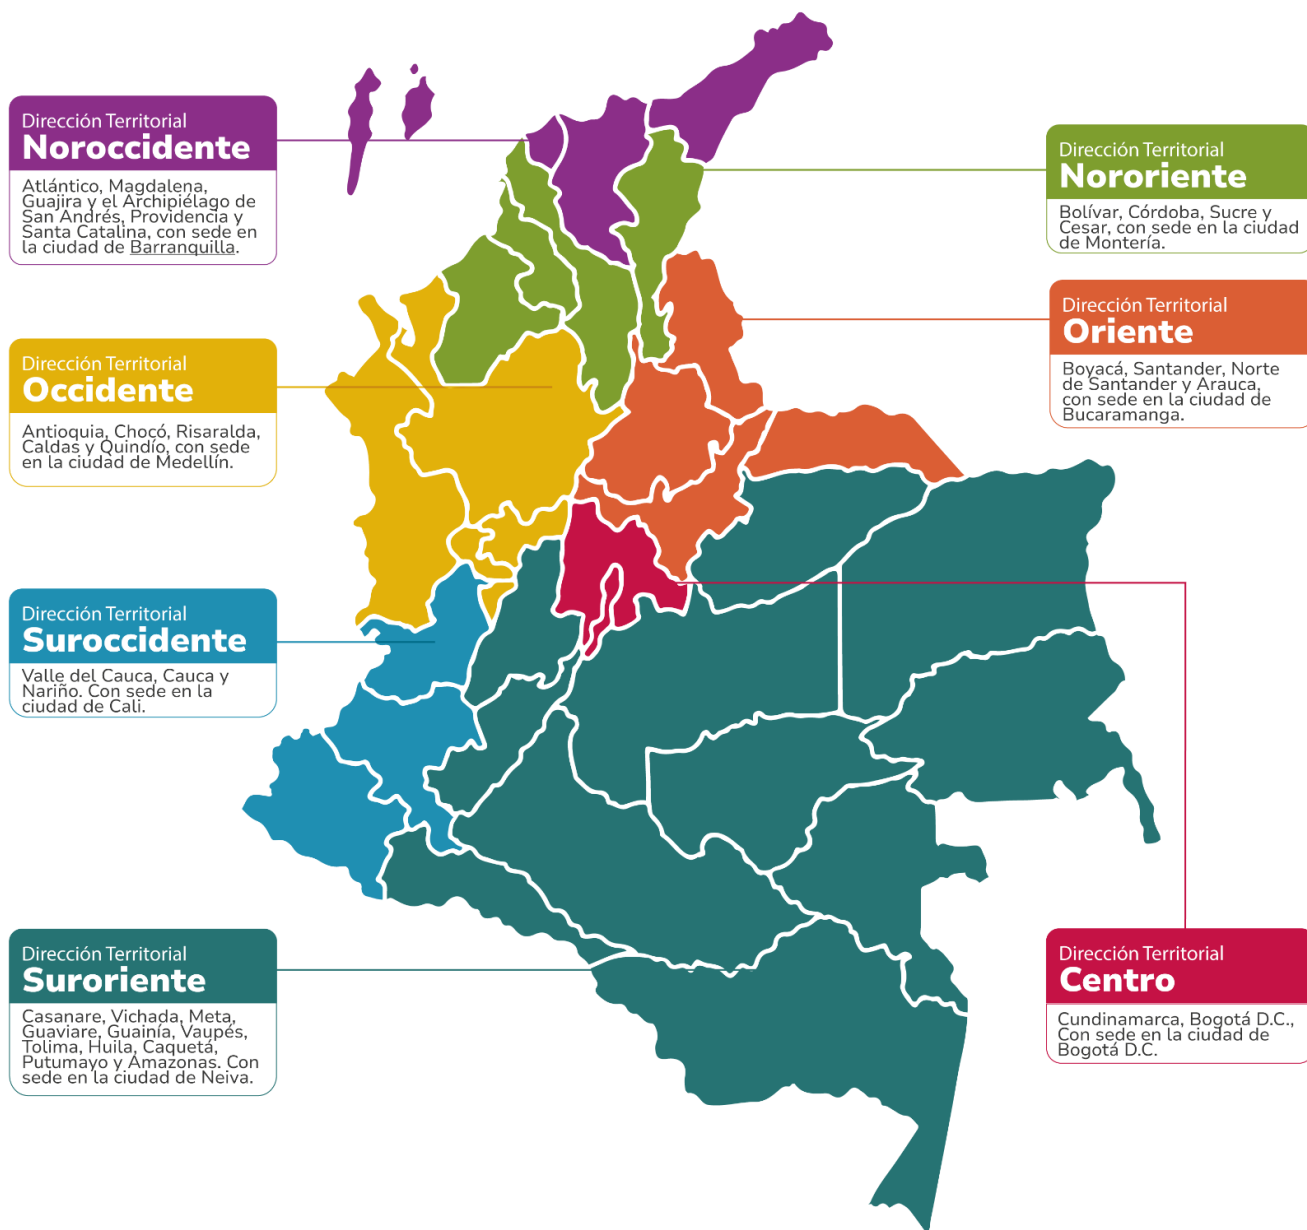 Dirección Territorial
Noroccidente
Atlántico, Magdalena,
Guajira y el Archipiélago de
San Andrés, Providencia y
Santa Catalina, con sede en
la ciudad de Barranquilla.
Dirección Territorial
Nororiente
Bolívar, Córdoba, Sucre y
Cesar, con sede en la ciudad
de Montería.
Dirección Territorial
Oriente
Boyacá, Santander, Norte
de Santander y Arauca,
con sede en la ciudad de
Bucaramanga.
Dirección Territorial
Occidente
Antioquia, Chocó, Risaralda,
Caldas y Quindío, con sede
en la ciudad de Medellín.
Dirección Territorial
Suroccidente
Valle del Cauca, Cauca y
Nariño. Con sede en la
ciudad de Cali.
Dirección Territorial
Suroriente
Casanare, Vichada, Meta,
Guaviare, Guainía, Vaupés,
Tolima, Huila, Caquetá,
Putumayo y Amazonas. Con
sede en la ciudad de Neiva.
Dirección Territorial
Centro
Cundinamarca, Bogotá D.C.,
Con sede en la ciudad de
Bogotá D.C.